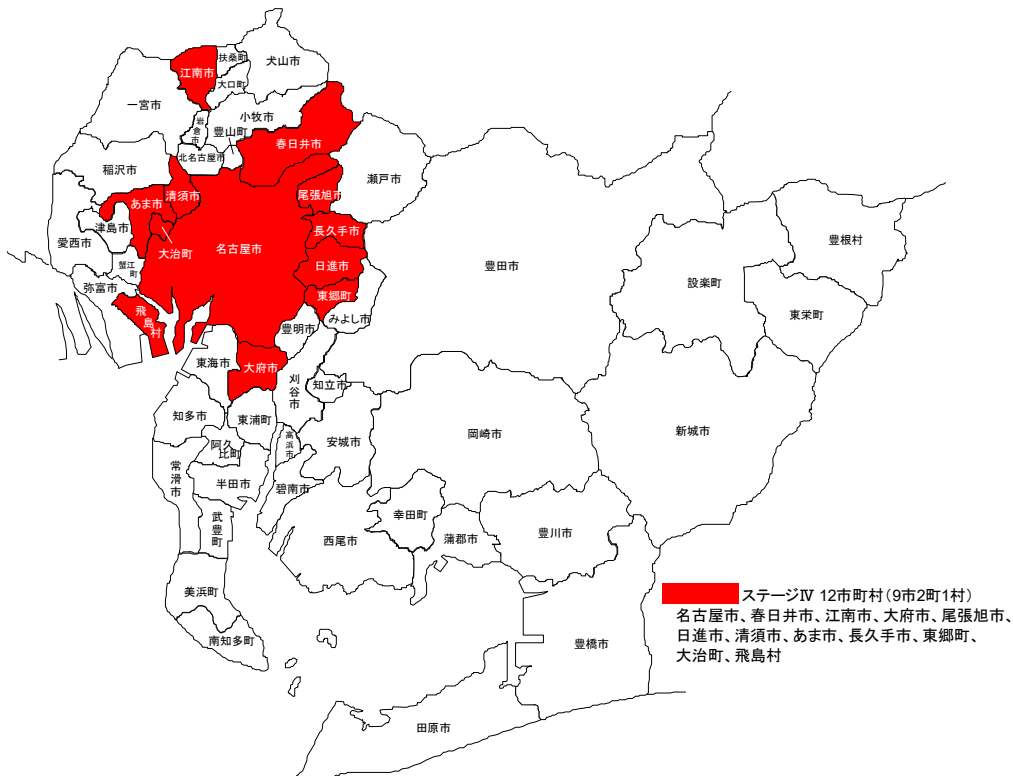 扶桑町
犬山市
江南市
大口町
一宮市
小牧市
岩倉市
豊山町
春日井市
北名古屋市
稲沢市
瀬戸市
清須市
尾張旭市
あま市
津島市
長久手市
愛西市
大治町
名古屋市
豊田市
豊根村
蟹江町
日進市
設楽町
弥富市
東郷町
飛島村
みよし市
東栄町
豊明市
東海市
大府市
刈谷市
知立市
知多市
東浦町
岡崎市
新城市
高浜市
安城市
阿久比町
常滑市
半田市
碧南市
武豊町
幸田町
西尾市
蒲郡市
豊川市
美浜町
南知多町
豊橋市
田原市
ステージⅣ 12市町村(9市2町1村)
名古屋市、春日井市、江南市、大府市、尾張旭市、
日進市、清須市、あま市、長久手市、東郷町、
大治町、飛島村